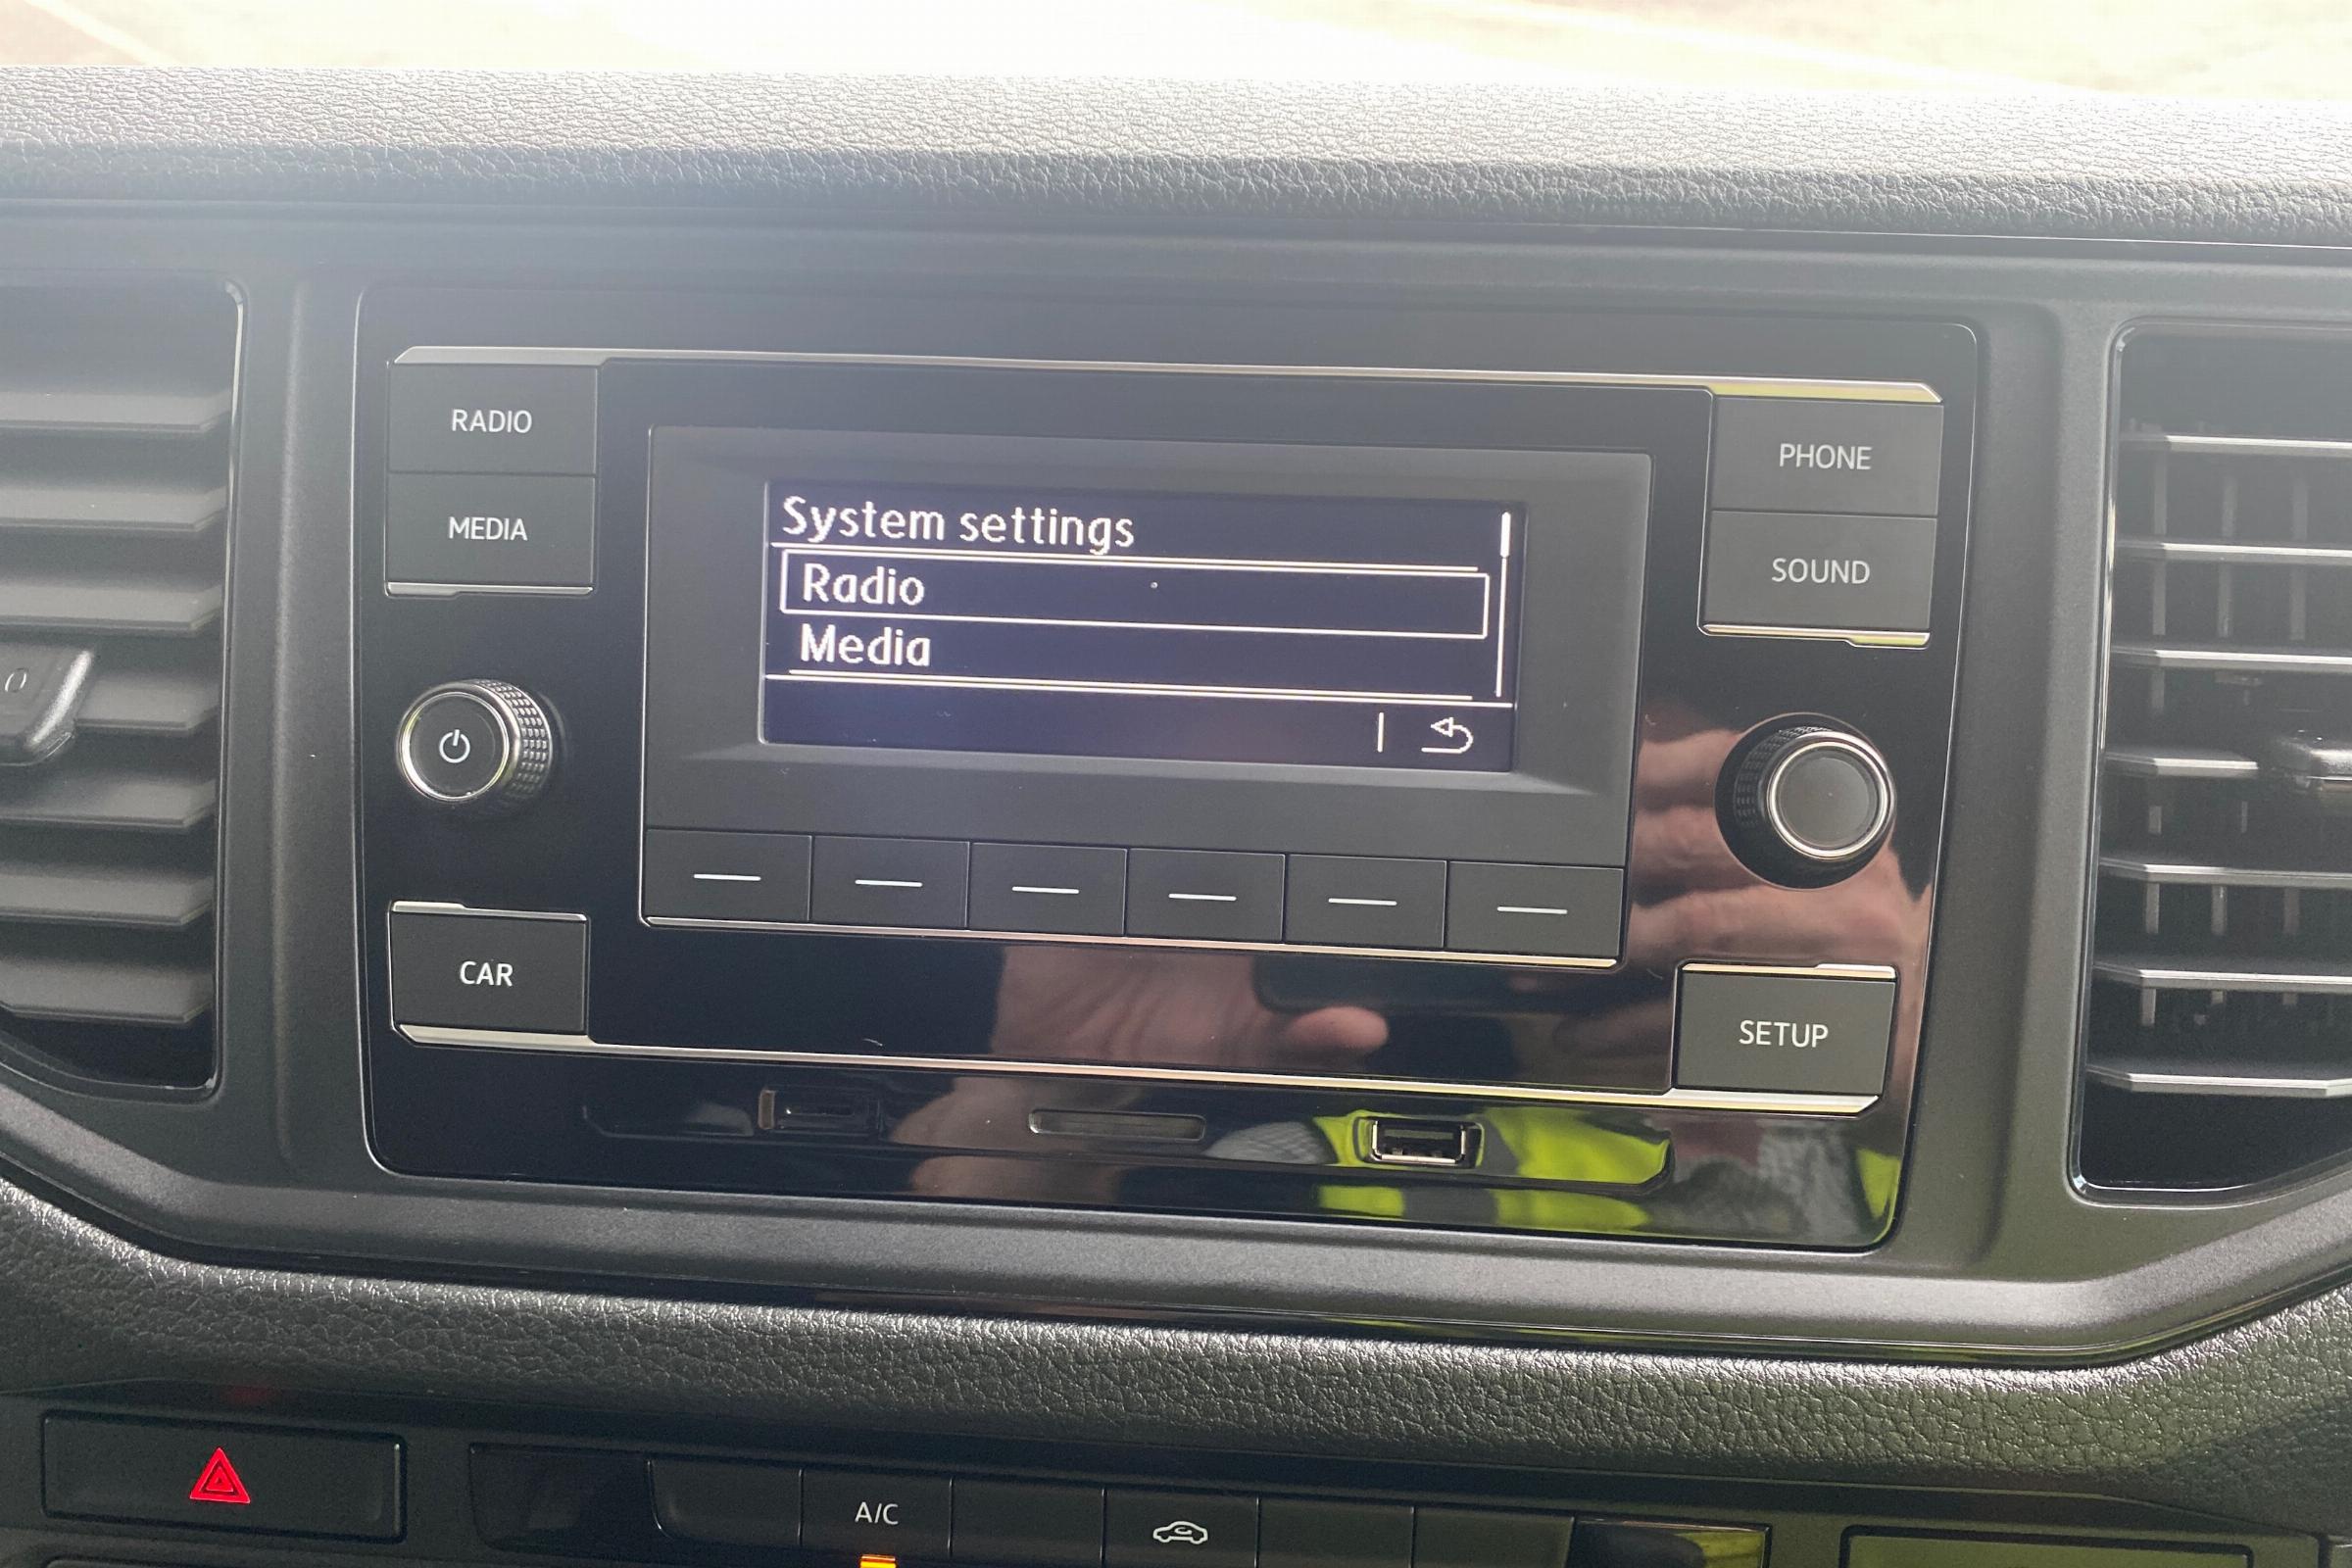 RADIO
MEDIA
PHONE
SOUND
System settings
Radio
Media
CAR
SETUP
A/C